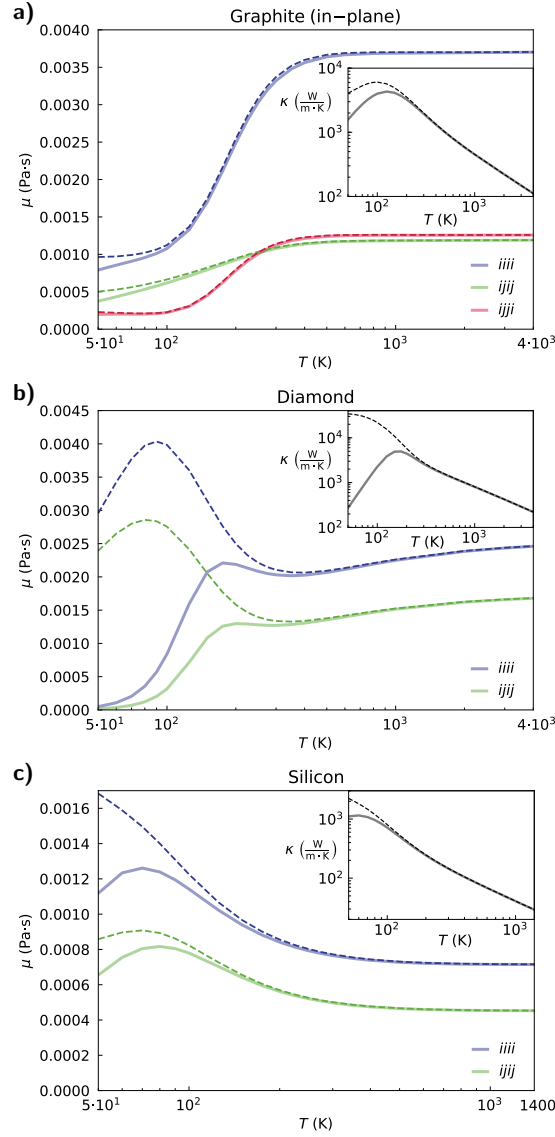 a)
Graphite (in−plane)
0.0040
0.0035
0.0030
0.0025
0.0020
0.0015
0.0010
0.0005
0.0000
μ (Pa·s)
10⁴
10³
10²
κ (W/m·K)
10² 10³
T (K)
iiii
ijij
ijji
5·10¹ 10² 10³ 4·10³
T (K)
b)
Diamond
0.0045
0.0040
0.0035
0.0030
0.0025
0.0020
0.0015
0.0010
0.0005
0.0000
μ (Pa·s)
10⁴
10³
10²
κ (W/m·K)
10² 10³
T (K)
iiii
ijij
5·10¹ 10² 10³ 4·10³
T (K)
c)
Silicon
0.0016
0.0014
0.0012
0.0010
0.0008
0.0006
0.0004
0.0002
0.0000
μ (Pa·s)
10³
10²
κ (W/m·K)
10² 10³
T (K)
iiii
ijij
5·10¹ 10² 10³ 1400
T (K)